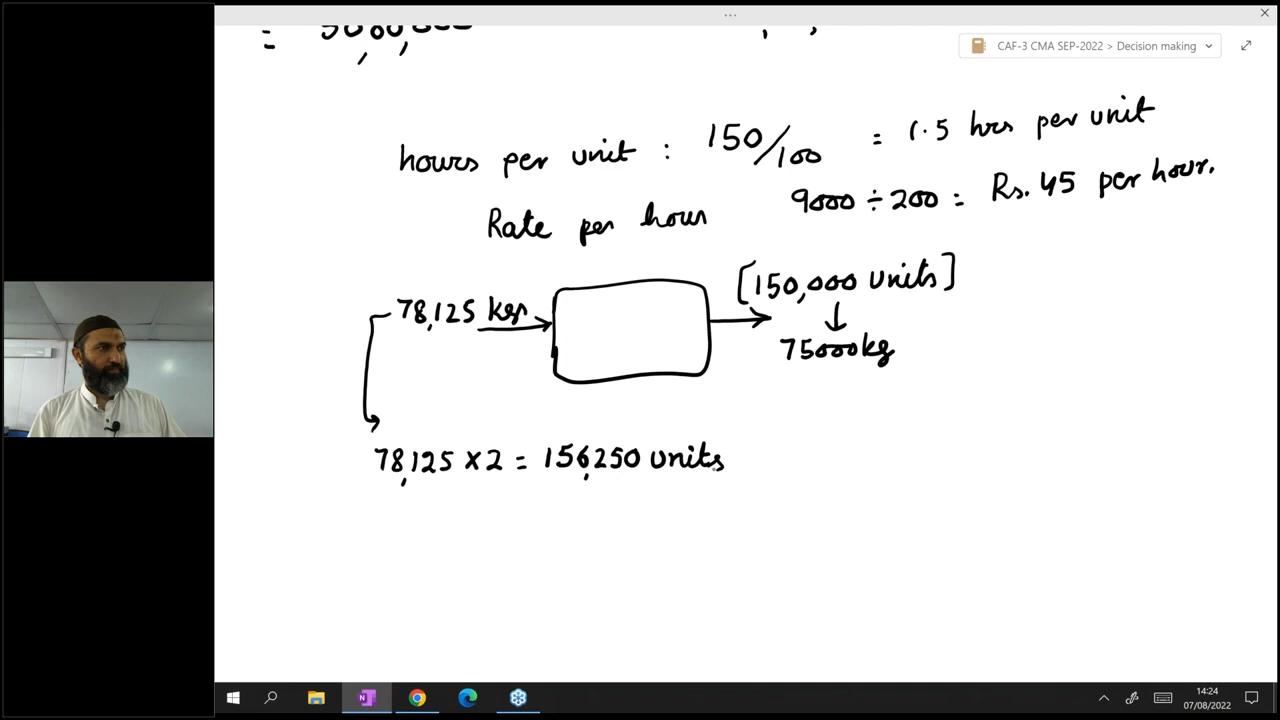 CAF-3 CMA SEP-2022 > Decision making
=
hours per unit : 150/100 = 1.5 hrs per unit
Rate per hour 9000 ÷ 200 = Rs. 45 per hour.
78,125 kgs
[150,000 units]
75000kg
78,125 x 2 = 156,250 units
14:24
07/08/2022